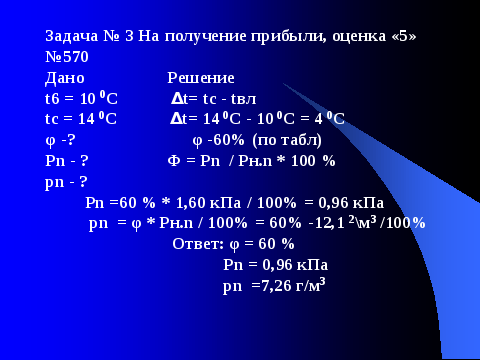 Задача № 3 На получение прибыли, оценка «5»
№570
Дано Решение
t6 = 10 ⁰C Δt= tc - tвл
tc = 14 ⁰C Δt= 14 ⁰C - 10 ⁰C = 4 ⁰C
φ -? φ -60% (по табл)
Pn - ? Ф = Pn / Рн.n * 100 %
pn - ?
Pn =60 % * 1,60 кПа / 100% = 0,96 кПа
pn = φ * Рн.n / 100% = 60% -12,1 ²\м³ /100%
Ответ: φ = 60 %
Pn = 0,96 кПа
pn =7,26 г/м³